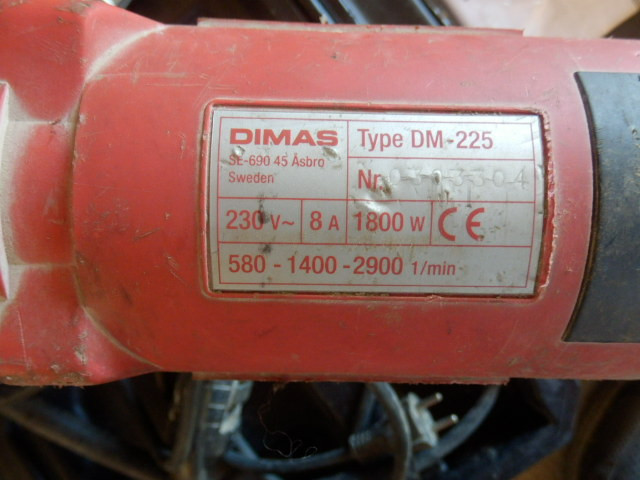 DIMAS
SE-690 45 Åsbro
Sweden
Type DM-225
Nr.
230 V~ 8 A 1800 W CE
580 - 1400 - 2900 1/min